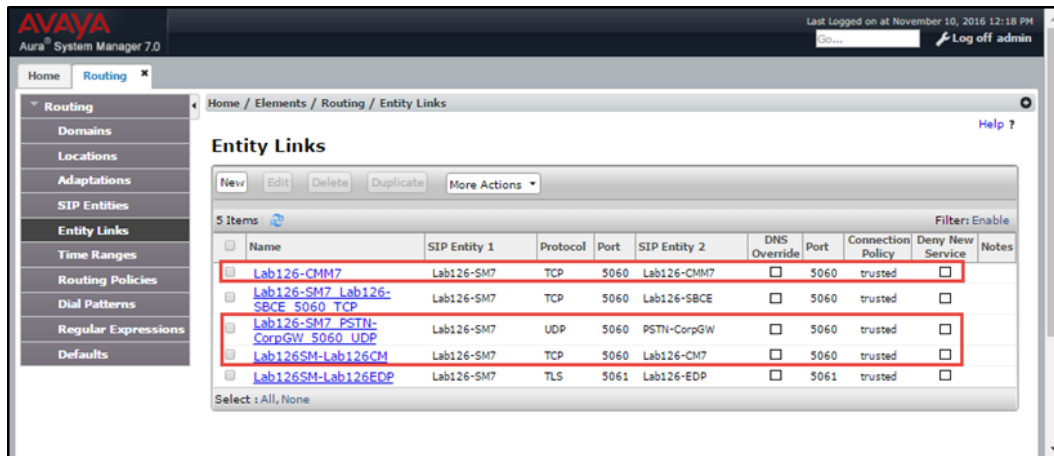 AVAYA
Aura® System Manager 7.0
Last Logged on at November 10, 2016 12:18 PM
Go...
Log off admin
Home
Routing ×
Routing
Domains
Locations
Adaptations
SIP Entities
Entity Links
Time Ranges
Routing Policies
Dial Patterns
Regular Expressions
Defaults
Home / Elements / Routing / Entity Links
Help ?
Entity Links
New Edit Delete Duplicate More Actions
5 Items Filter: Enable
Name SIP Entity 1 Protocol Port SIP Entity 2 DNS Override Port Connection Policy Deny New Service Notes
Lab126-CMM7 Lab126-SM7 TCP 5060 Lab126-CMM7 5060 trusted
Lab126-SM7_Lab126-
SBCE_5060_TCP Lab126-SM7 TCP 5060 Lab126-SBCE 5060 trusted
Lab126-SM7_PSTN-
CorpGW_5060_UDP Lab126-SM7 UDP 5060 PSTN-CorpGW 5060 trusted
Lab126SM-Lab126CM Lab126-SM7 TCP 5060 Lab126-CM7 5060 trusted
Lab126SM-Lab126EDP Lab126-SM7 TLS 5061 Lab126-EDP 5061 trusted
Select : All, None